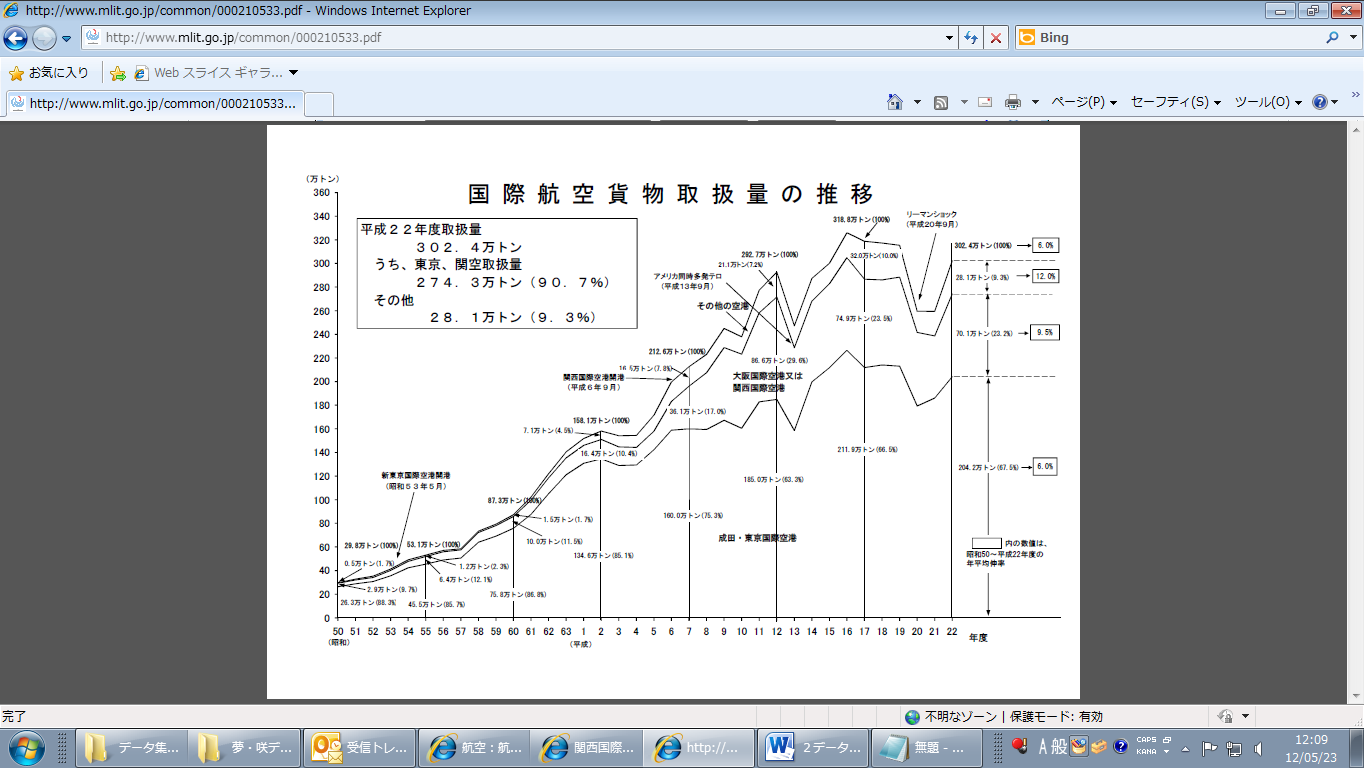 http://www.mlit.go.jp/common/000210533.pdf - Windows Internet Explorer
http://www.mlit.go.jp/common/000210533.pdf
Bing
お気に入り
Web スライス ギャラ...
http://www.mlit.go.jp/common/000210533...
ページ(P)
セーフティ(S)
ツール(O)
国際航空貨物取扱量の推移
(万トン)
360
340
320
300
280
260
240
220
200
180
160
140
120
100
80
60
40
20
0
平成22年度取扱量
302.4万トン
うち、東京、関空取扱量
274.3万トン(90.7%)
その他
28.1万トン(9.3%)
リーマンショック
(平成20年9月)
318.8万トン(100%)
32.0万トン(10.0%)
302.4万トン(100%)
6.0%
28.1万トン(9.3%)
12.0%
292.7万トン(100%)
21.1万トン(7.2%)
アメリカ同時多発テロ
(平成13年9月)
その他の空港
74.9万トン(23.5%)
70.1万トン(23.2%)
9.5%
212.6万トン(100%)
16.5万トン(7.8%)
86.6万トン(29.6%)
関西国際空港開港
(平成6年9月)
大阪国際空港又は
関西国際空港
36.1万トン(17.0%)
158.1万トン(100%)
7.1万トン(4.5%)
16.4万トン(10.4%)
211.9万トン(66.5%)
204.2万トン(67.5%)
6.0%
新東京国際空港開港
(昭和53年5月)
185.0万トン(63.3%)
87.3万トン(100%)
1.5万トン(1.7%)
160.0万トン(75.3%)
10.0万トン(11.5%)
成田・東京国際空港
29.8万トン(100%)
53.1万トン(100%)
134.6万トン(85.1%)
内の数値は、
昭和50～平成22年度の
年平均伸率
0.5万トン(1.7%)
1.2万トン(2.3%)
6.4万トン(12.1%)
2.9万トン(9.7%)
75.8万トン(86.8%)
26.3万トン(88.3%)
45.5万トン(85.7%)
50 51 52 53 54 55 56 57 58 59 60 61 62 63 1 2 3 4 5 6 7 8 9 10 11 12 13 14 15 16 17 18 19 20 21 22
年度
(昭和)
(平成)
完了
不明なゾーン | 保護モード: 有効
データ集...
夢・咲デ...
受信トレ...
航空：航...
関西国際...
http://...
2データ...
無題 - ...
A 般
CAPS
KANA
12:09
12/05/23